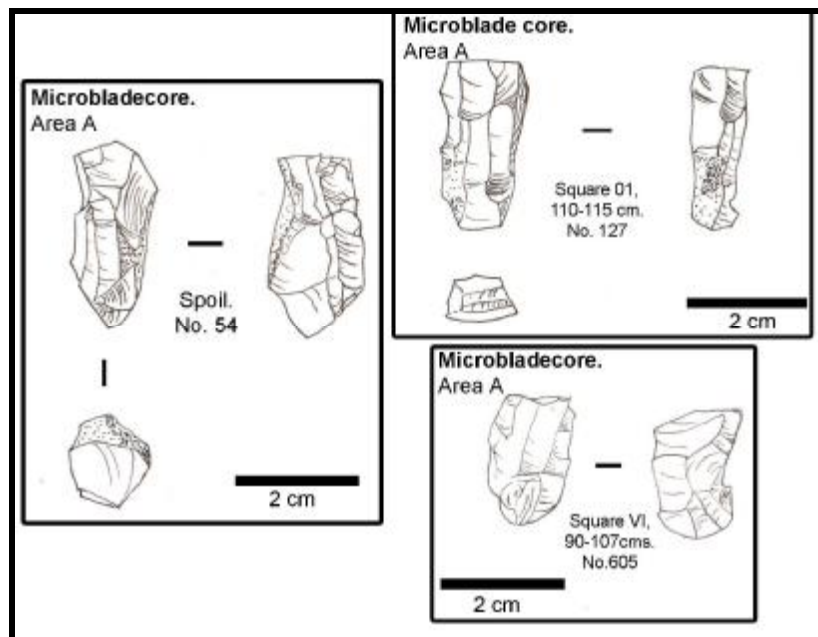 Microbladecore.
Area A
Spoil.
No. 54
2 cm
Microblade core.
Area A
Square 01,
110-115 cm.
No. 127
2 cm
Microbladecore.
Area A
Square VI,
90-107cms.
No.605
2 cm